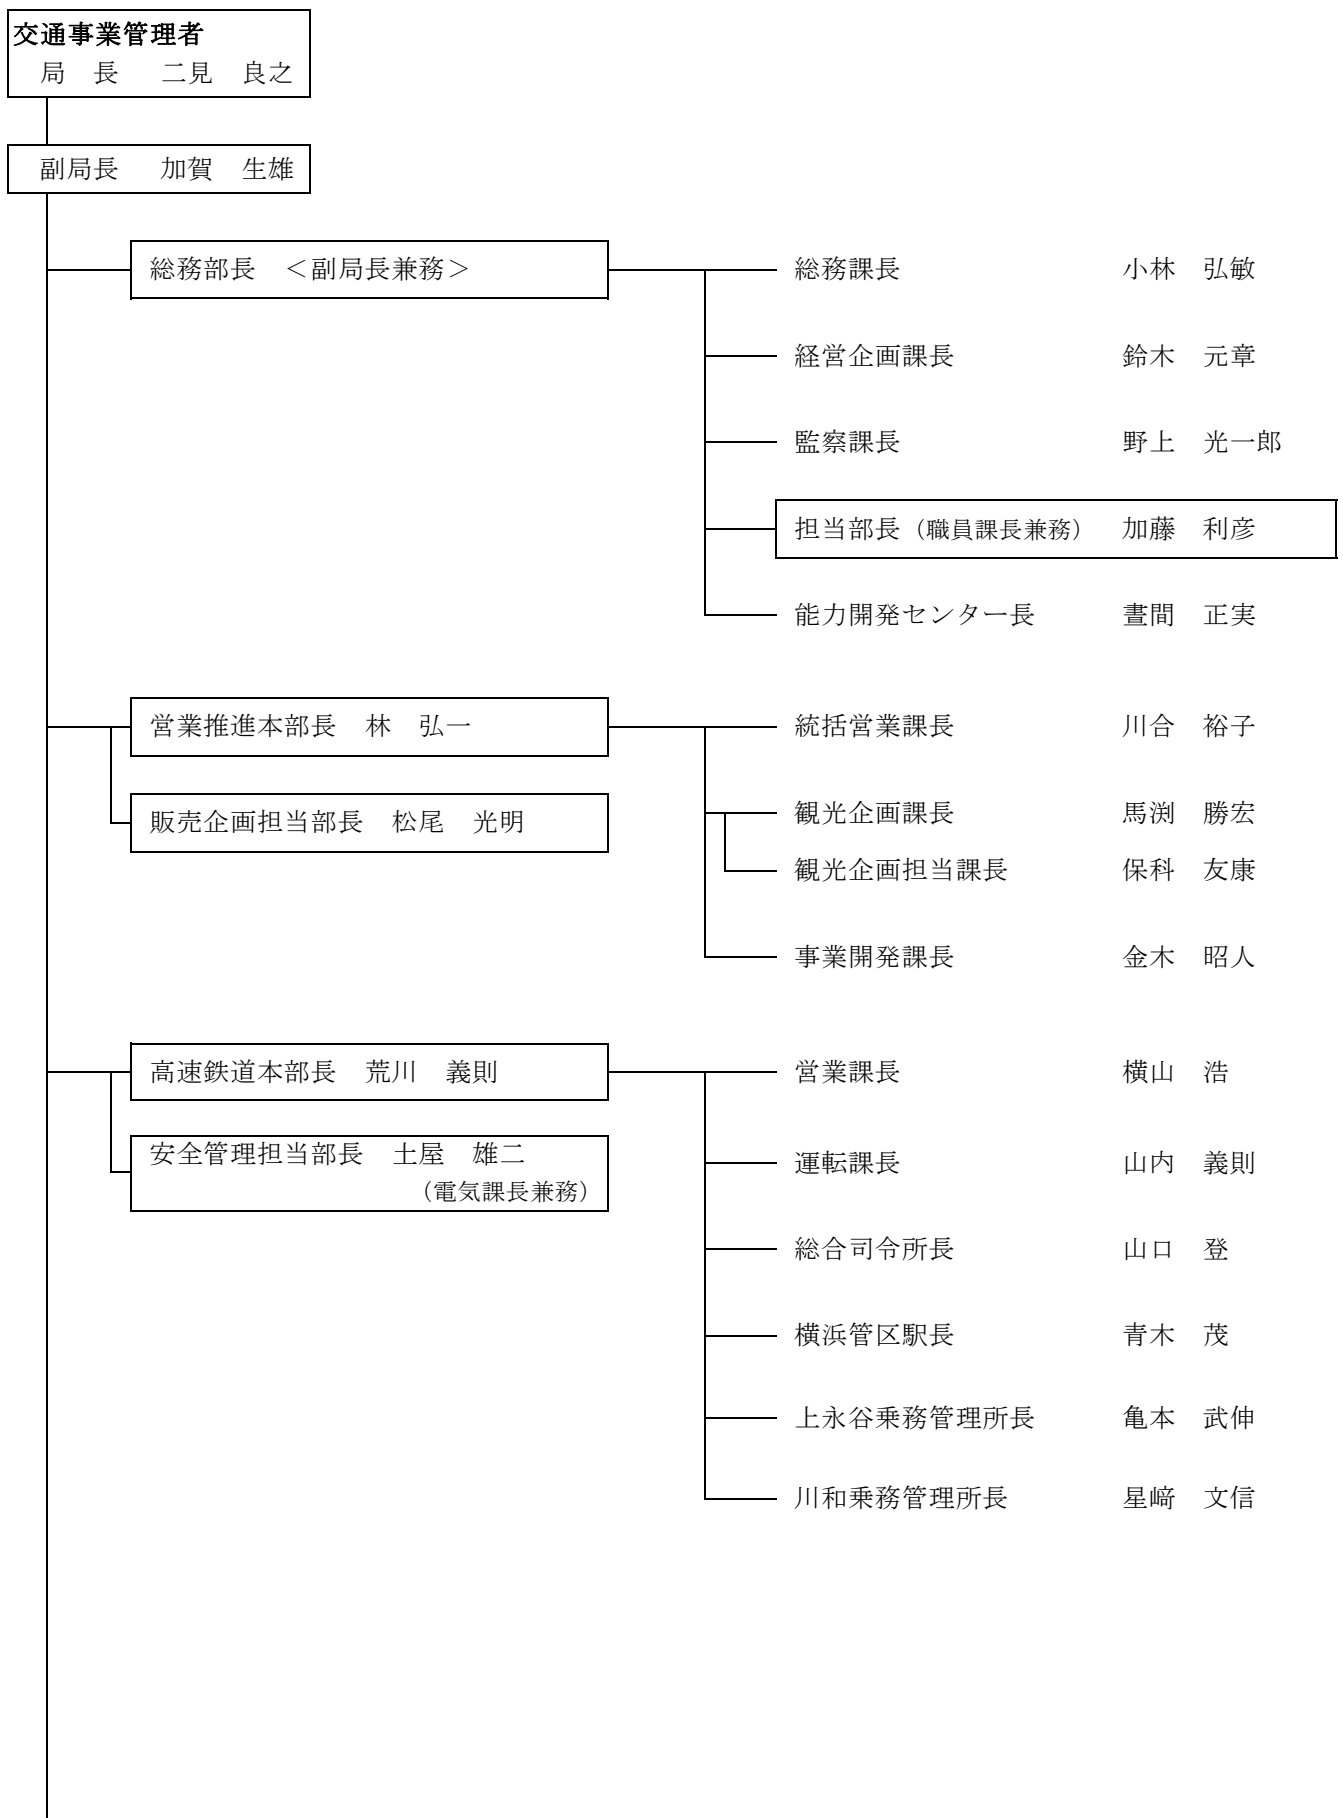 交通事業管理者
局　長　二見　良之
副局長　加賀　生雄
総務部長　＜副局長兼務＞
総務課長　小林　弘敏
経営企画課長　鈴木　元章
監察課長　野上　光一郎
担当部長（職員課長兼務）　加藤　利彦
能力開発センター長　晝間　正実
営業推進本部長　林　弘一
統括営業課長　川合　裕子
販売企画担当部長　松尾　光明
観光企画課長　馬渕　勝宏
観光企画担当課長　保科　友康
事業開発課長　金木　昭人
高速鉄道本部長　荒川　義則
営業課長　横山　浩
安全管理担当部長　土屋　雄二
（電気課長兼務）
運転課長　山内　義則
総合司令所長　山口　登
横浜管区駅長　青木　茂
上永谷乗務管理所長　亀本　武伸
川和乗務管理所長　星﨑　文信